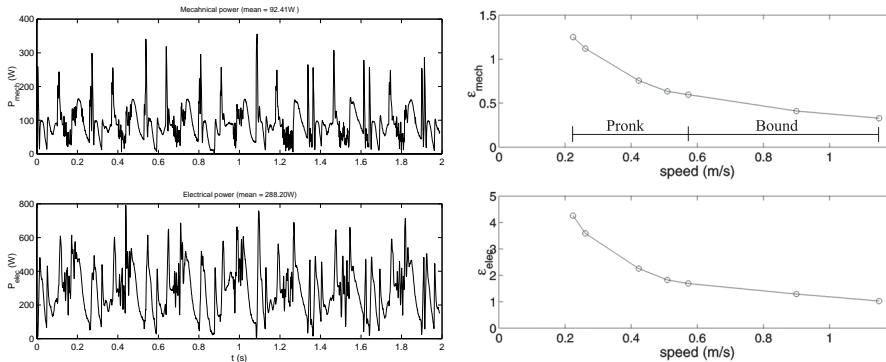 Mecahnical power (mean = 92.41W )
400
300
200
100
0
P_mech (W)
0 0.2 0.4 0.6 0.8 1 1.2 1.4 1.6 1.8 2
Electrical power (mean = 288.20W)
800
600
400
200
0
P_elec (W)
0 0.2 0.4 0.6 0.8 1 1.2 1.4 1.6 1.8 2
t (s)
1.5
1
0.5
0
ε_mech
Pronk
Bound
0 0.2 0.4 0.6 0.8 1
speed (m/s)
5
4
3
2
1
0
ε_elec
0 0.2 0.4 0.6 0.8 1
speed (m/s)